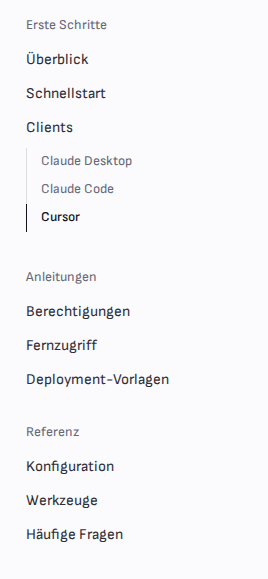 Erste Schritte
Überblick
Schnellstart
Clients
Claude Desktop
Claude Code
Cursor
Anleitungen
Berechtigungen
Fernzugriff
Deployment-Vorlagen
Referenz
Konfiguration
Werkzeuge
Häufige Fragen